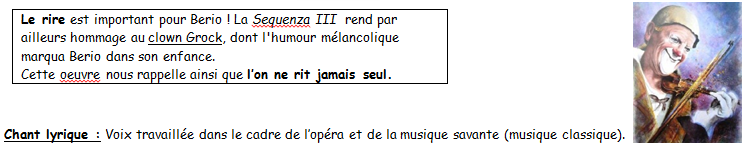 Le rire est important pour Berio ! La Sequenza III rend par
ailleurs hommage au clown Grock, dont l'humour mélancolique
marqua Berio dans son enfance.
Cette oeuvre nous rappelle ainsi que l'on ne rit jamais seul.
Chant lyrique : Voix travaillée dans le cadre de l'opéra et de la musique savante (musique classique).